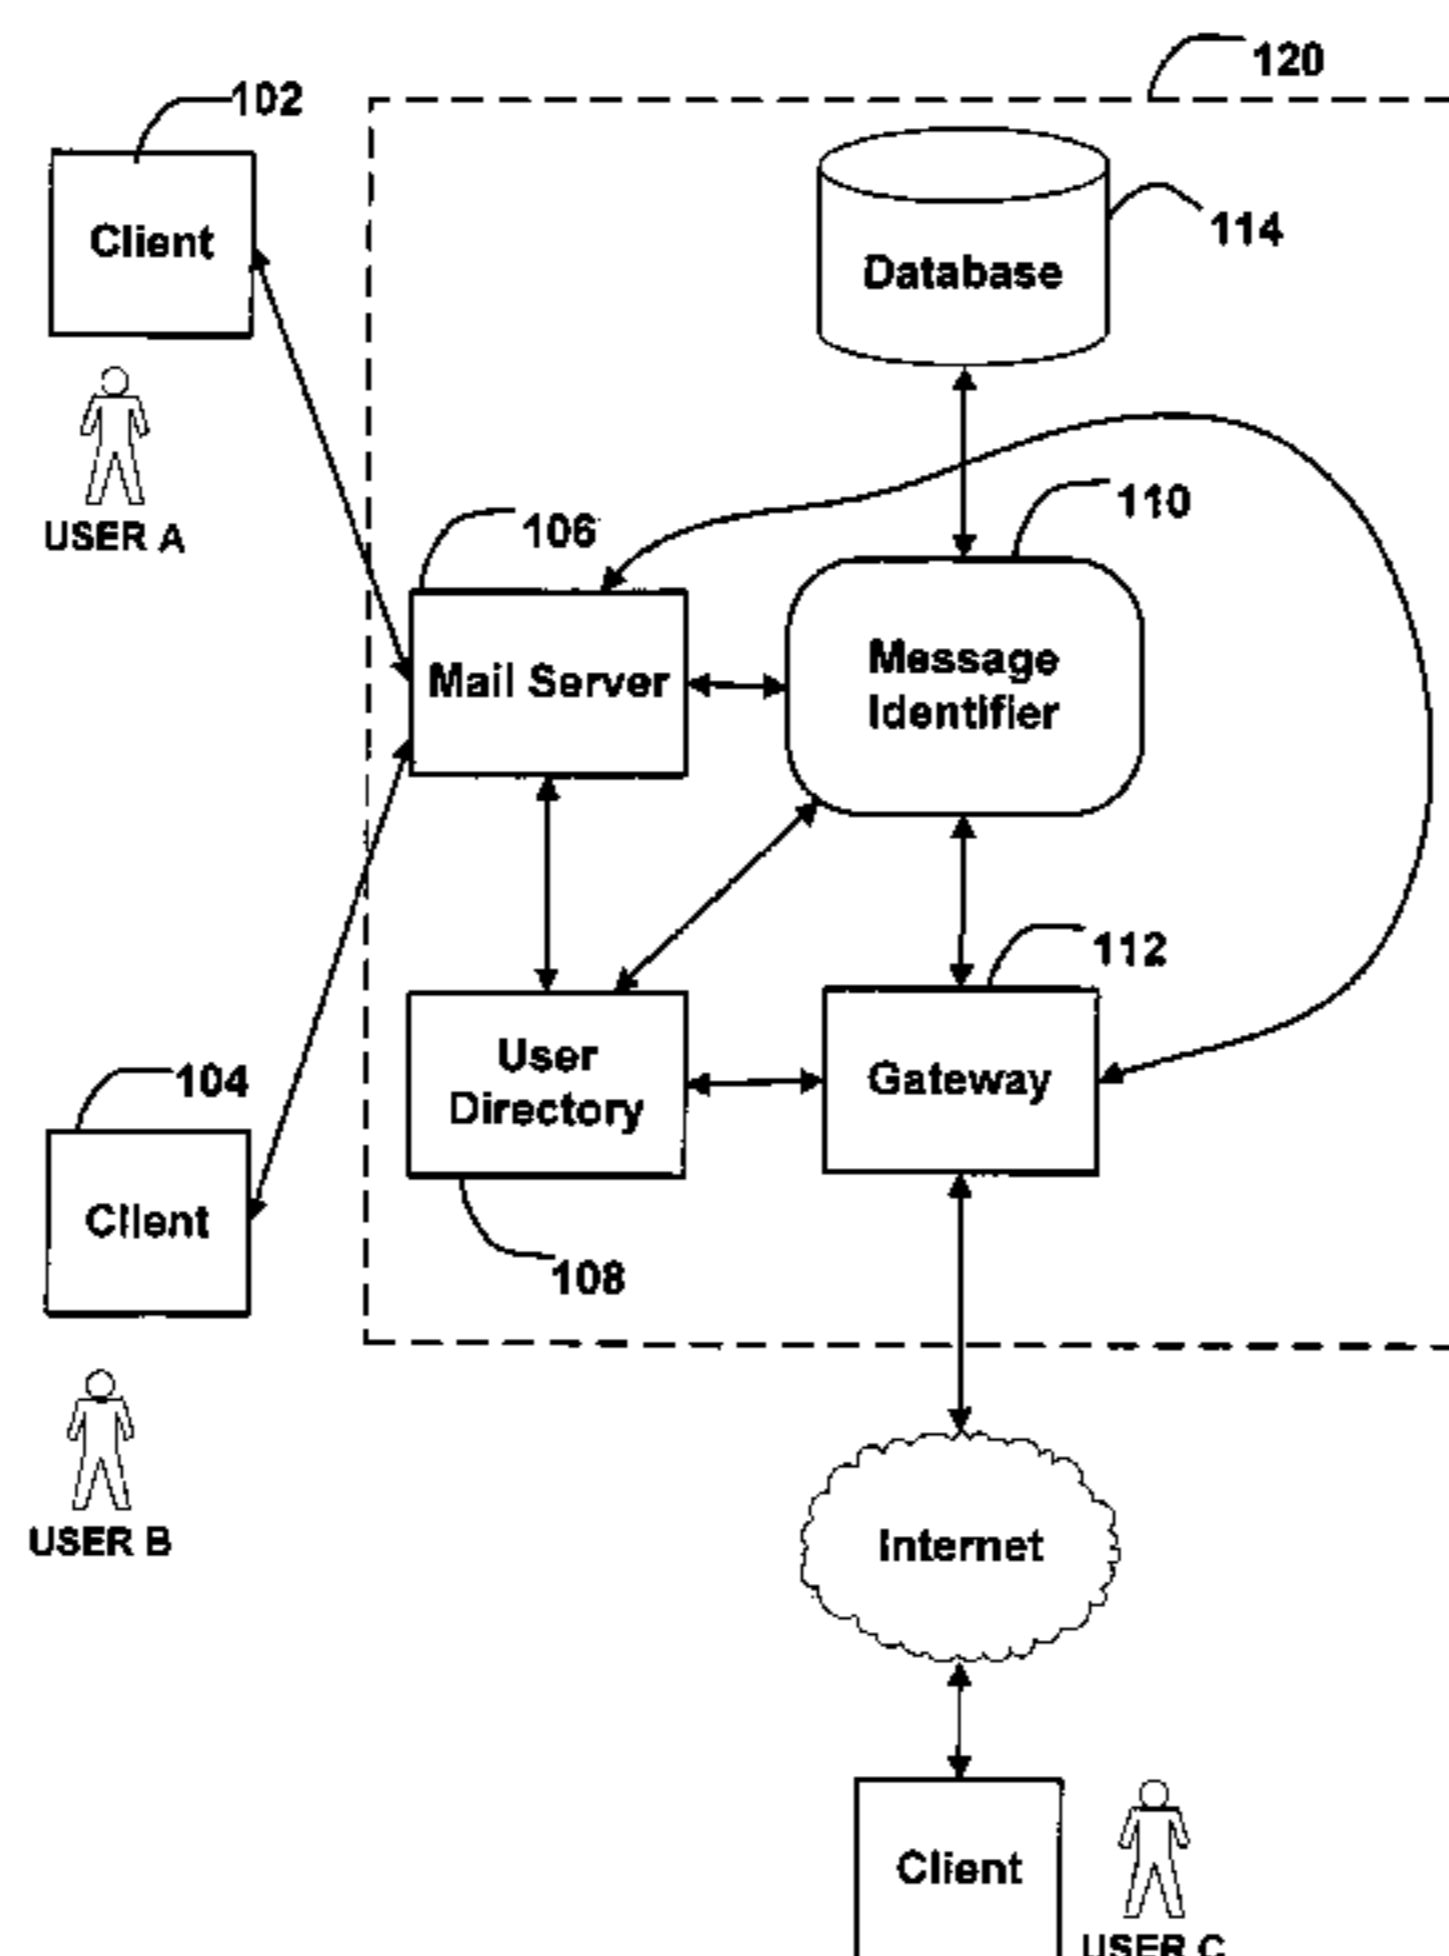 120
102
Client
114
Database
USER A
110
106
Message
Identifier
Mail Server
112
User
Directory
Gateway
104
Client
108
Internet
USER B
Client
USER C